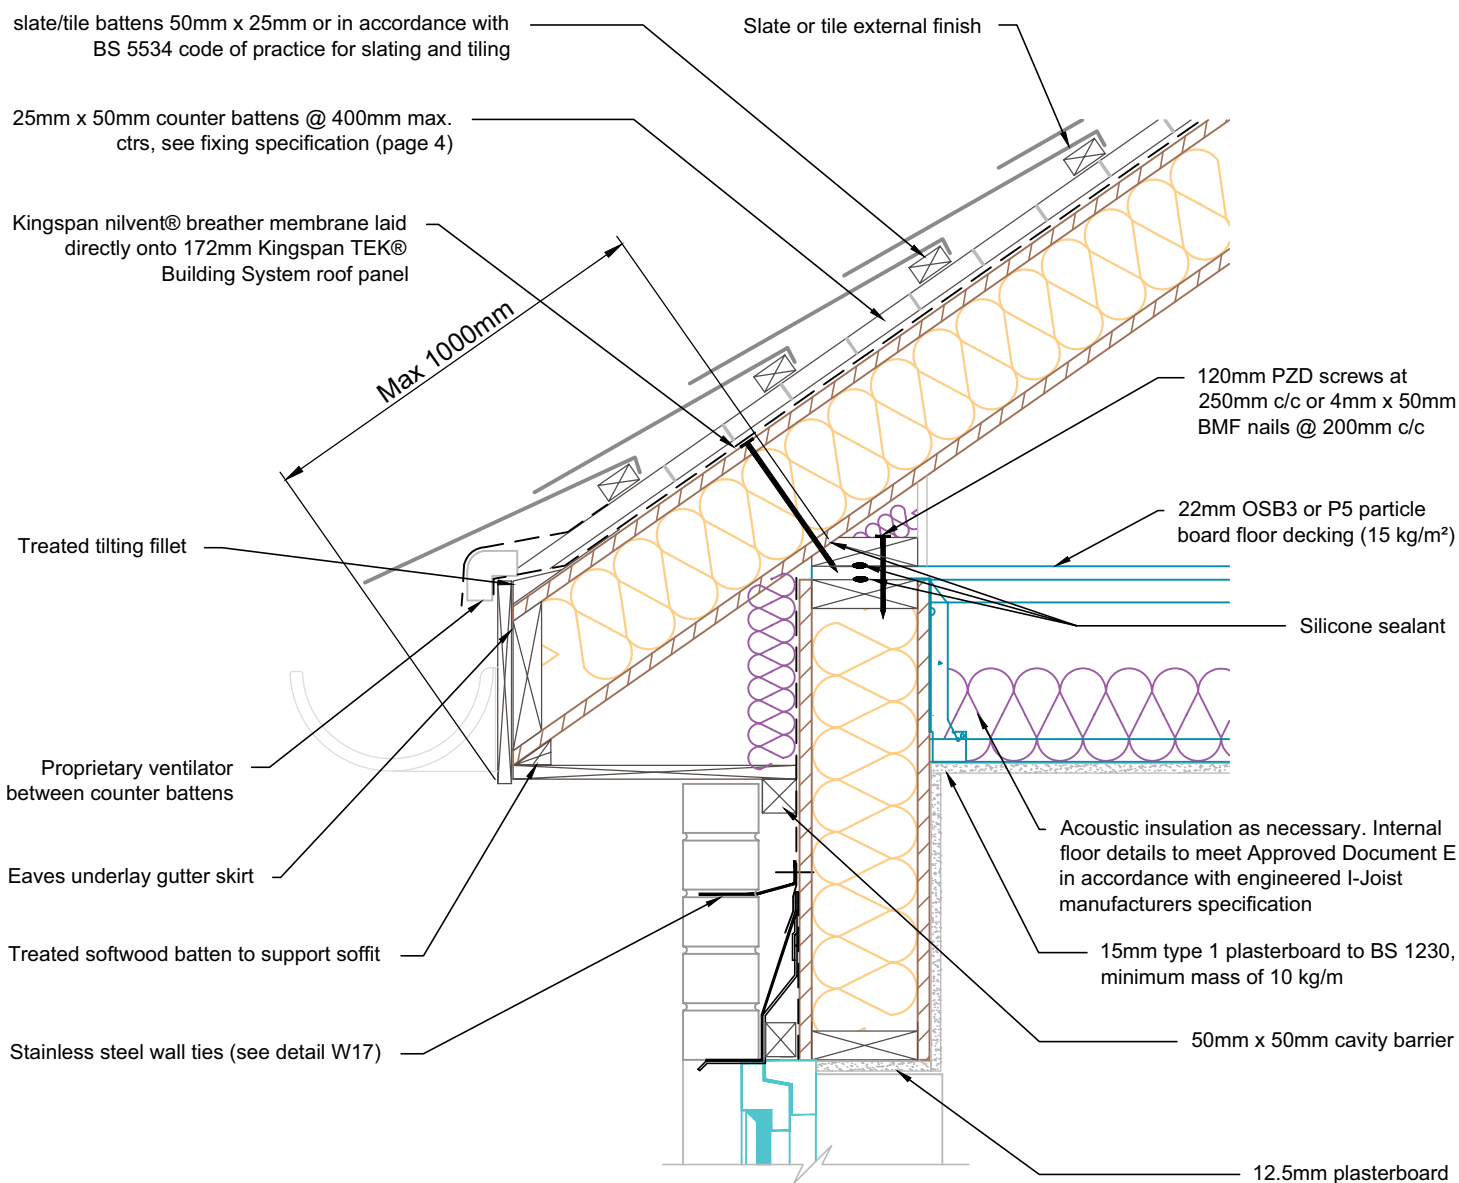 slate/tile battens 50mm x 25mm or in accordance with
BS 5534 code of practice for slating and tiling
Slate or tile external finish
25mm x 50mm counter battens @ 400mm max.
ctrs, see fixing specification (page 4)
Kingspan nilvent® breather membrane laid
directly onto 172mm Kingspan TEK®
Building System roof panel
Max 1000mm
120mm PZD screws at
250mm c/c or 4mm x 50mm
BMF nails @ 200mm c/c
22mm OSB3 or P5 particle
board floor decking (15 kg/m²)
Treated tilting fillet
Silicone sealant
Proprietary ventilator
between counter battens
Acoustic insulation as necessary. Internal
floor details to meet Approved Document E
in accordance with engineered I-Joist
manufacturers specification
Eaves underlay gutter skirt
Treated softwood batten to support soffit
15mm type 1 plasterboard to BS 1230,
minimum mass of 10 kg/m
Stainless steel wall ties (see detail W17)
50mm x 50mm cavity barrier
12.5mm plasterboard